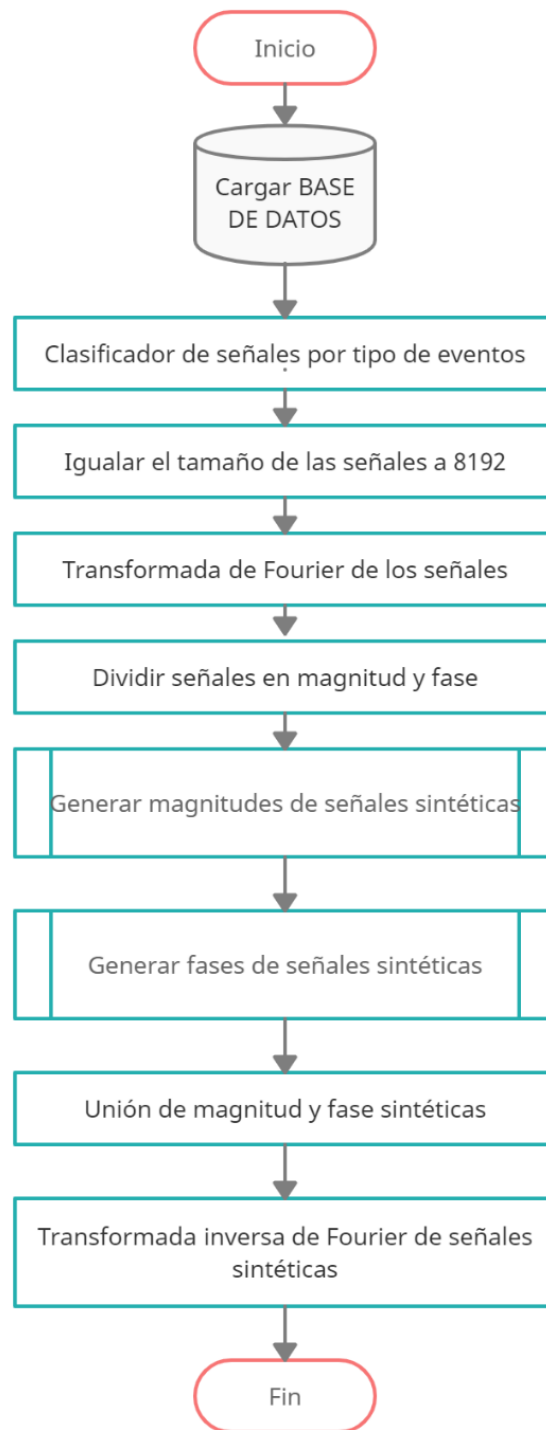 Inicio
Cargar BASE
DE DATOS
Clasificador de señales por tipo de eventos
Igualar el tamaño de las señales a 8192
Transformada de Fourier de los señales
Dividir señales en magnitud y fase
Generar magnitudes de señales sintéticas
Generar fases de señales sintéticas
Unión de magnitud y fase sintéticas
Transformada inversa de Fourier de señales
sintéticas
Fin